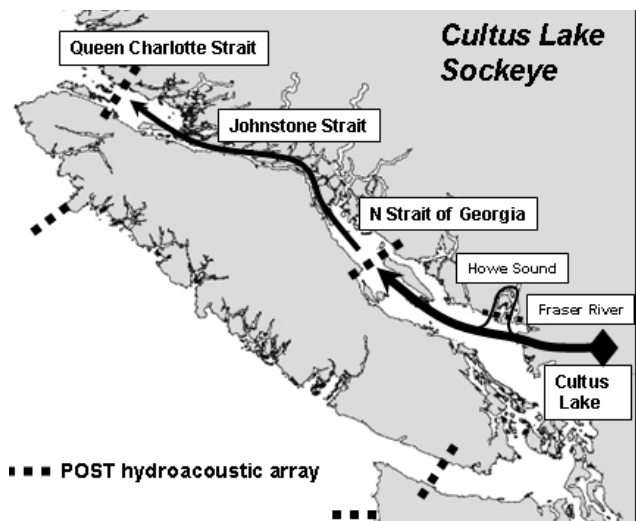 Queen Charlotte Strait
Cultus Lake
Sockeye
Johnstone Strait
N Strait of Georgia
Howe Sound
Fraser River
Cultus
Lake
POST hydroacoustic array